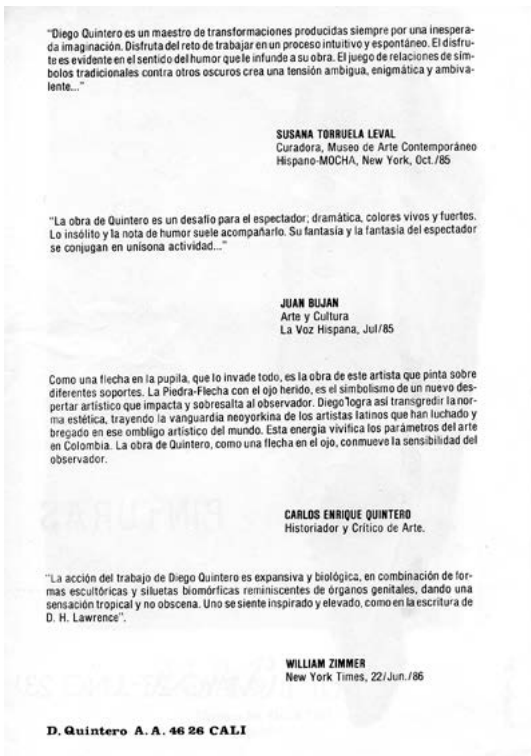 "Diego Quintero es un maestro de transformaciones producidas siempre por una inespera-
da imaginación. Disfruta del reto de trabajar en un proceso intuitivo y espontáneo. El disfru-
te es evidente en el sentido del humor que le infunde a su obra. El juego de relaciones de sím-
bolos tradicionales contra otros oscuros crea una tensión ambigua, enigmática y ambiva-
lente..."
SUSANA TORRUELA LEVAL
Curadora, Museo de Arte Contemporáneo
Hispano-MOCHA, New York, Oct./85
"La obra de Quintero es un desafío para el espectador; dramática, colores vivos y fuertes.
Lo insólito y la nota de humor suele acompañarlo. Su fantasía y la fantasía del espectador
se conjugan en unísona actividad..."
JUAN BUJAN
Arte y Cultura
La Voz Hispana, Jul/85
Como una flecha en la pupila, que lo invade todo, es la obra de este artista que pinta sobre
diferentes soportes. La Piedra-Flecha con el ojo herido, es el simbolismo de un nuevo des-
pertar artístico que impacta y sobresalta al observador. Diego logra así transgredir la nor-
ma estética, trayendo la vanguardia neoyorkina de los artistas latinos que han luchado y
bregado en ese ombligo artístico del mundo. Esta energía vivifica los parámetros del arte
en Colombia. La obra de Quintero, como una flecha en el ojo, conmueve la sensibilidad del
observador.
PINTURAS
CARLOS ENRIQUE QUINTERO
Historiador y Crítico de Arte.
"La acción del trabajo de Diego Quintero es expansiva y biológica, en combinación de for-
mas escultóricas y siluetas biomórficas reminiscentes de órganos genitales, dando una
sensación tropical y no obscena. Uno se siente inspirado y elevado, como en la escritura de
D. H. Lawrence".
WILLIAM ZIMMER
New York Times, 22/Jun./86
D. Quintero A. A. 46 26 CALI